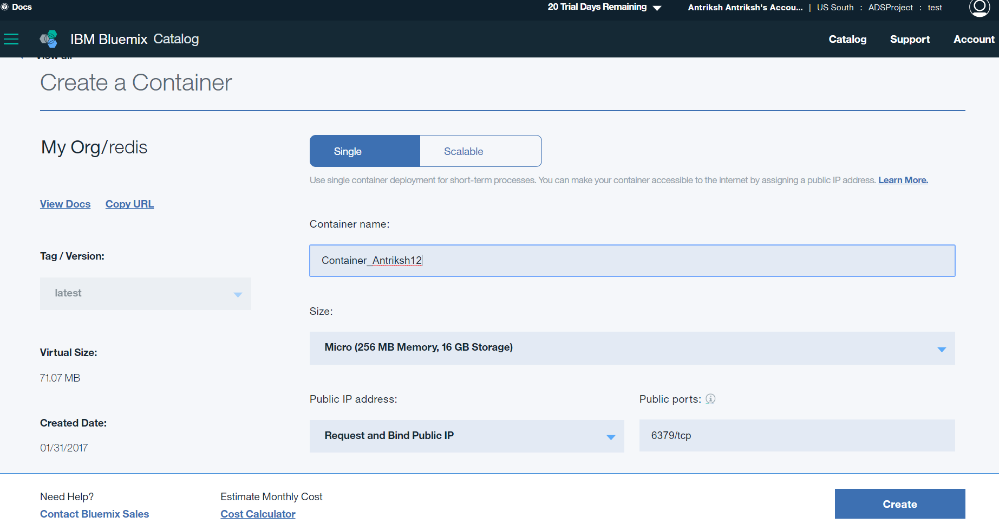 Docs
20 Trial Days Remaining
Antriksh Antriksh's Accou... | US South : ADSProject : test
IBM Bluemix Catalog
Catalog Support Account
View all
Create a Container
My Org/redis
View Docs Copy URL
Tag / Version:
latest
Virtual Size:
71.07 MB
Created Date:
01/31/2017
Single Scalable
Use single container deployment for short-term processes. You can make your container accessible to the internet by assigning a public IP address. Learn More.
Container name:
Container_Antriksh12
Size:
Micro (256 MB Memory, 16 GB Storage)
Public IP address:
Request and Bind Public IP
Public ports:
6379/tcp
Need Help?
Contact Bluemix Sales
Estimate Monthly Cost
Cost Calculator
Create